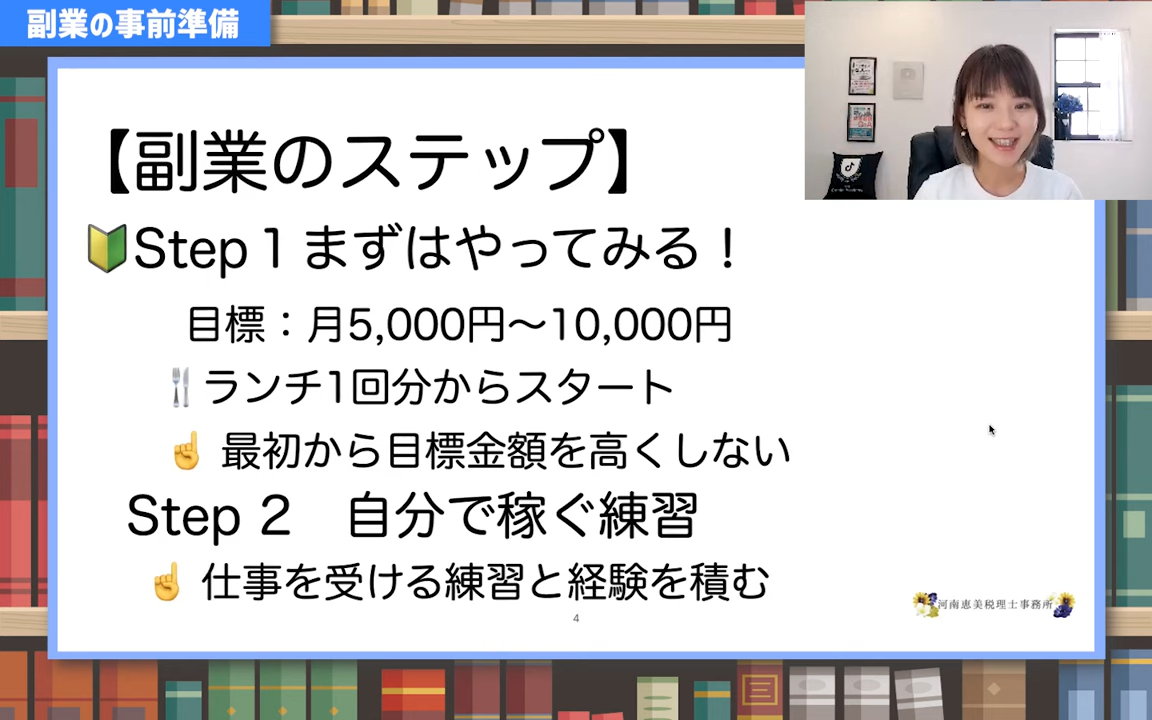 副業の事前準備
【副業のステップ】
🔰Step１まずはやってみる！
目標：月5,000円〜10,000円
🍴ランチ1回分からスタート
☝️最初から目標金額を高くしない
Step 2　自分で稼ぐ練習
☝️仕事を受ける練習と経験を積む
4
河南恵美税理士事務所